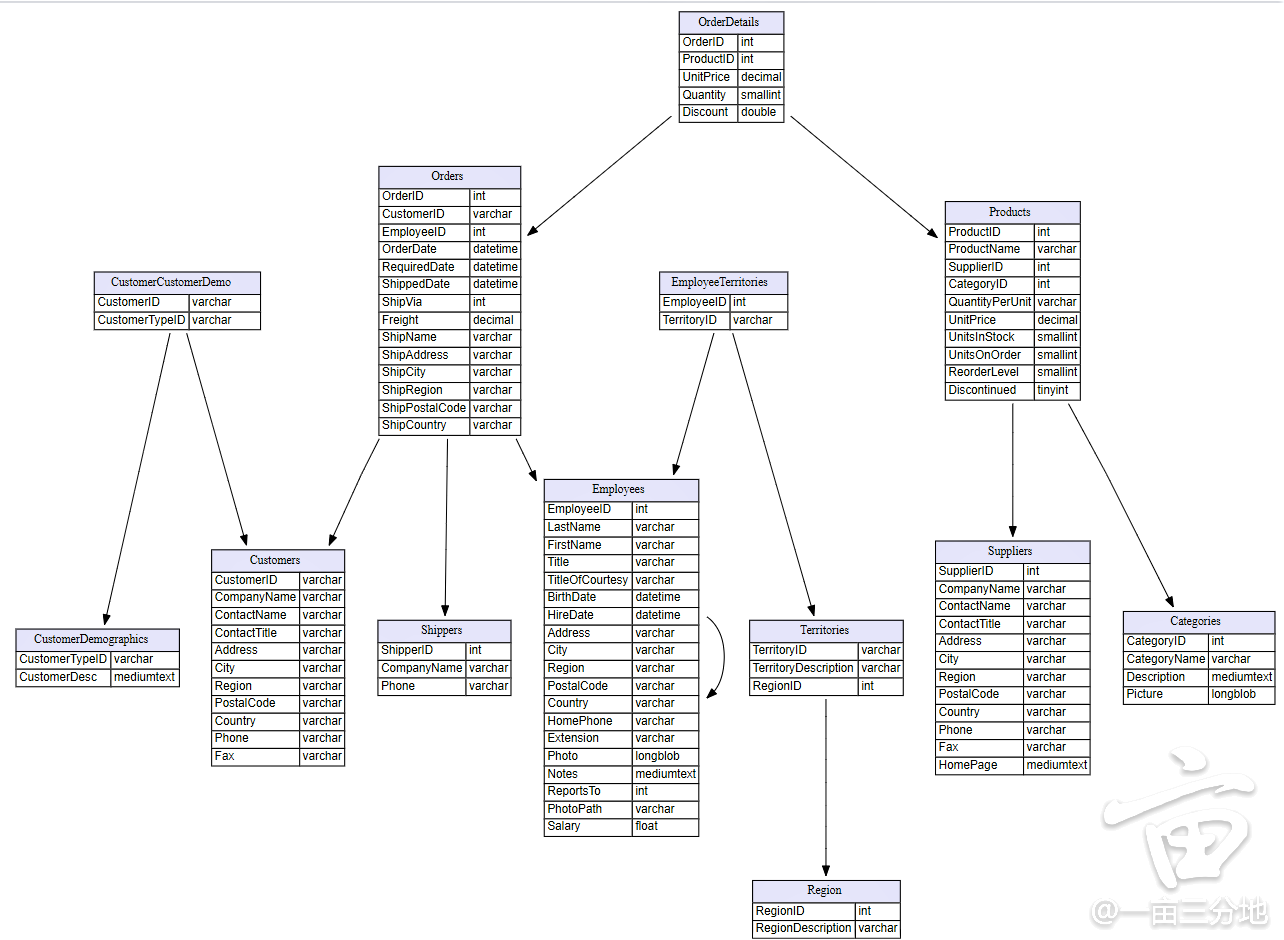 OrderDetails
OrderID int
ProductID int
UnitPrice decimal
Quantity smallint
Discount double
Orders
OrderID int
CustomerID varchar
EmployeeID int
OrderDate datetime
RequiredDate datetime
ShippedDate datetime
ShipVia int
Freight decimal
ShipName varchar
ShipAddress varchar
ShipCity varchar
ShipRegion varchar
ShipPostalCode varchar
ShipCountry varchar
Products
ProductID int
ProductName varchar
SupplierID int
CategoryID int
QuantityPerUnit varchar
UnitPrice decimal
UnitsInStock smallint
UnitsOnOrder smallint
ReorderLevel smallint
Discontinued tinyint
CustomerCustomerDemo
CustomerID varchar
CustomerTypeID varchar
EmployeeTerritories
EmployeeID int
TerritoryID varchar
Employees
EmployeeID int
LastName varchar
FirstName varchar
Title varchar
TitleOfCourtesy varchar
BirthDate datetime
HireDate datetime
Address varchar
City varchar
Region varchar
PostalCode varchar
Country varchar
HomePhone varchar
Extension varchar
Photo longblob
Notes mediumtext
ReportsTo int
PhotoPath varchar
Salary float
Customers
CustomerID varchar
CompanyName varchar
ContactName varchar
ContactTitle varchar
Address varchar
City varchar
Region varchar
PostalCode varchar
Country varchar
Phone varchar
Fax varchar
Suppliers
SupplierID int
CompanyName varchar
ContactName varchar
ContactTitle varchar
Address varchar
City varchar
Region varchar
PostalCode varchar
Country varchar
Phone varchar
Fax varchar
HomePage mediumtext
CustomerDemographics
CustomerTypeID varchar
CustomerDesc mediumtext
Shippers
ShipperID int
CompanyName varchar
Phone varchar
Territories
TerritoryID varchar
TerritoryDescription varchar
RegionID int
Categories
CategoryID int
CategoryName varchar
Description mediumtext
Picture longblob
Region
RegionID int
RegionDescription varchar
亩
@一亩三分地